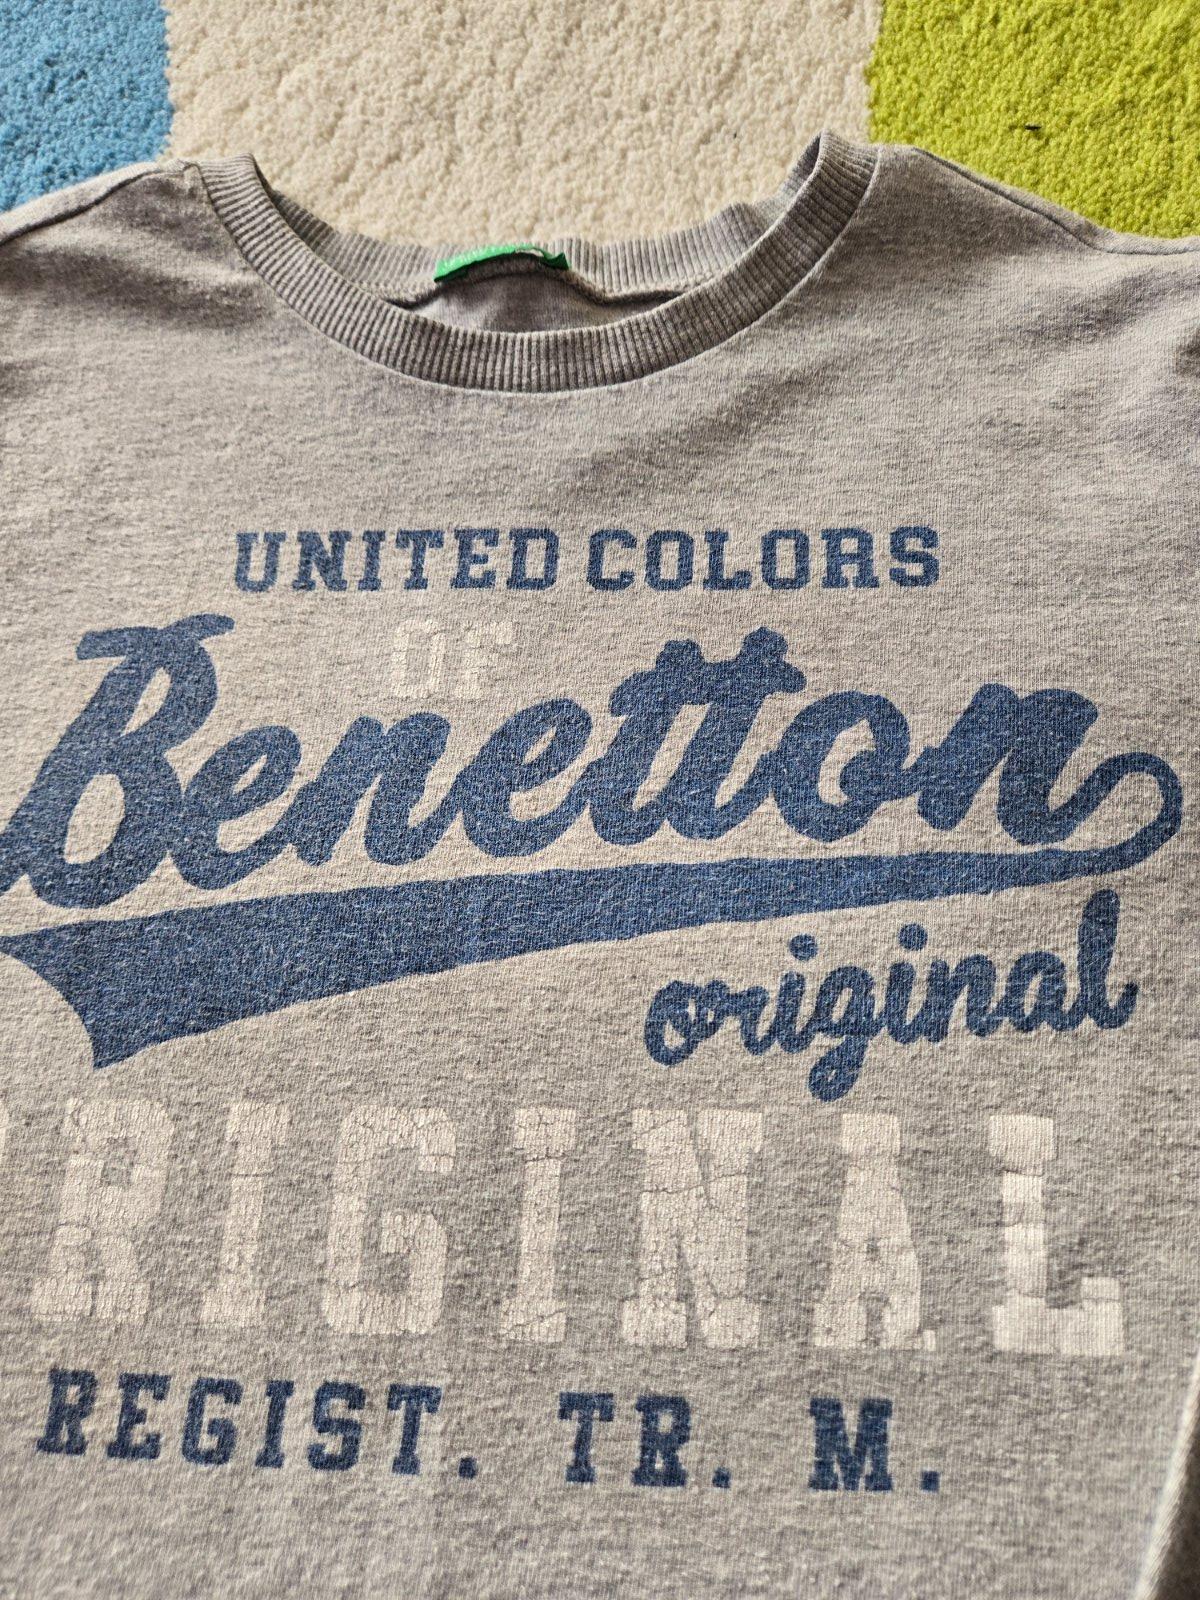 UNITED COLORS
OF
Benetton
original
RIGINAL
REGIST. TR. M.